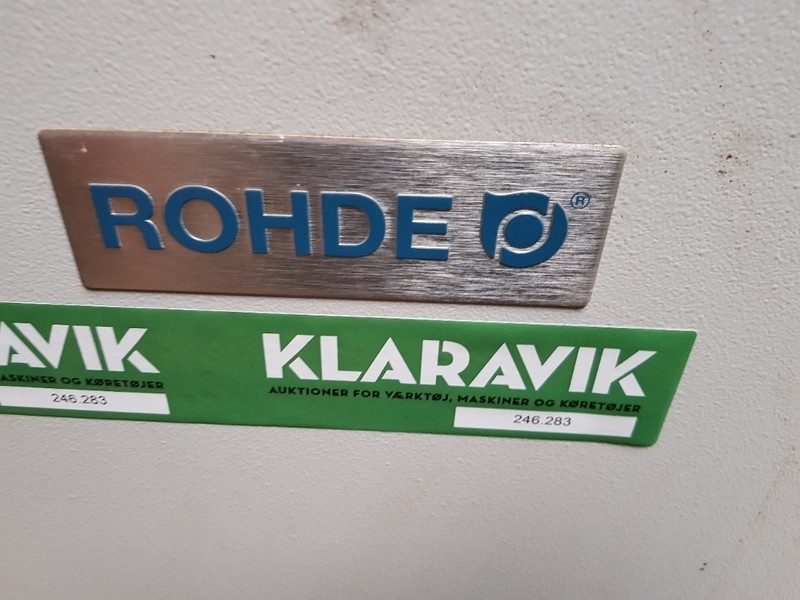 ROHDE ®
AVIK
ASKINER OG KØRETØJER
246.283
KLARAVIK
AUKTIONER FOR VÆRKTØJ, MASKINER OG KØRETØJER
246.283